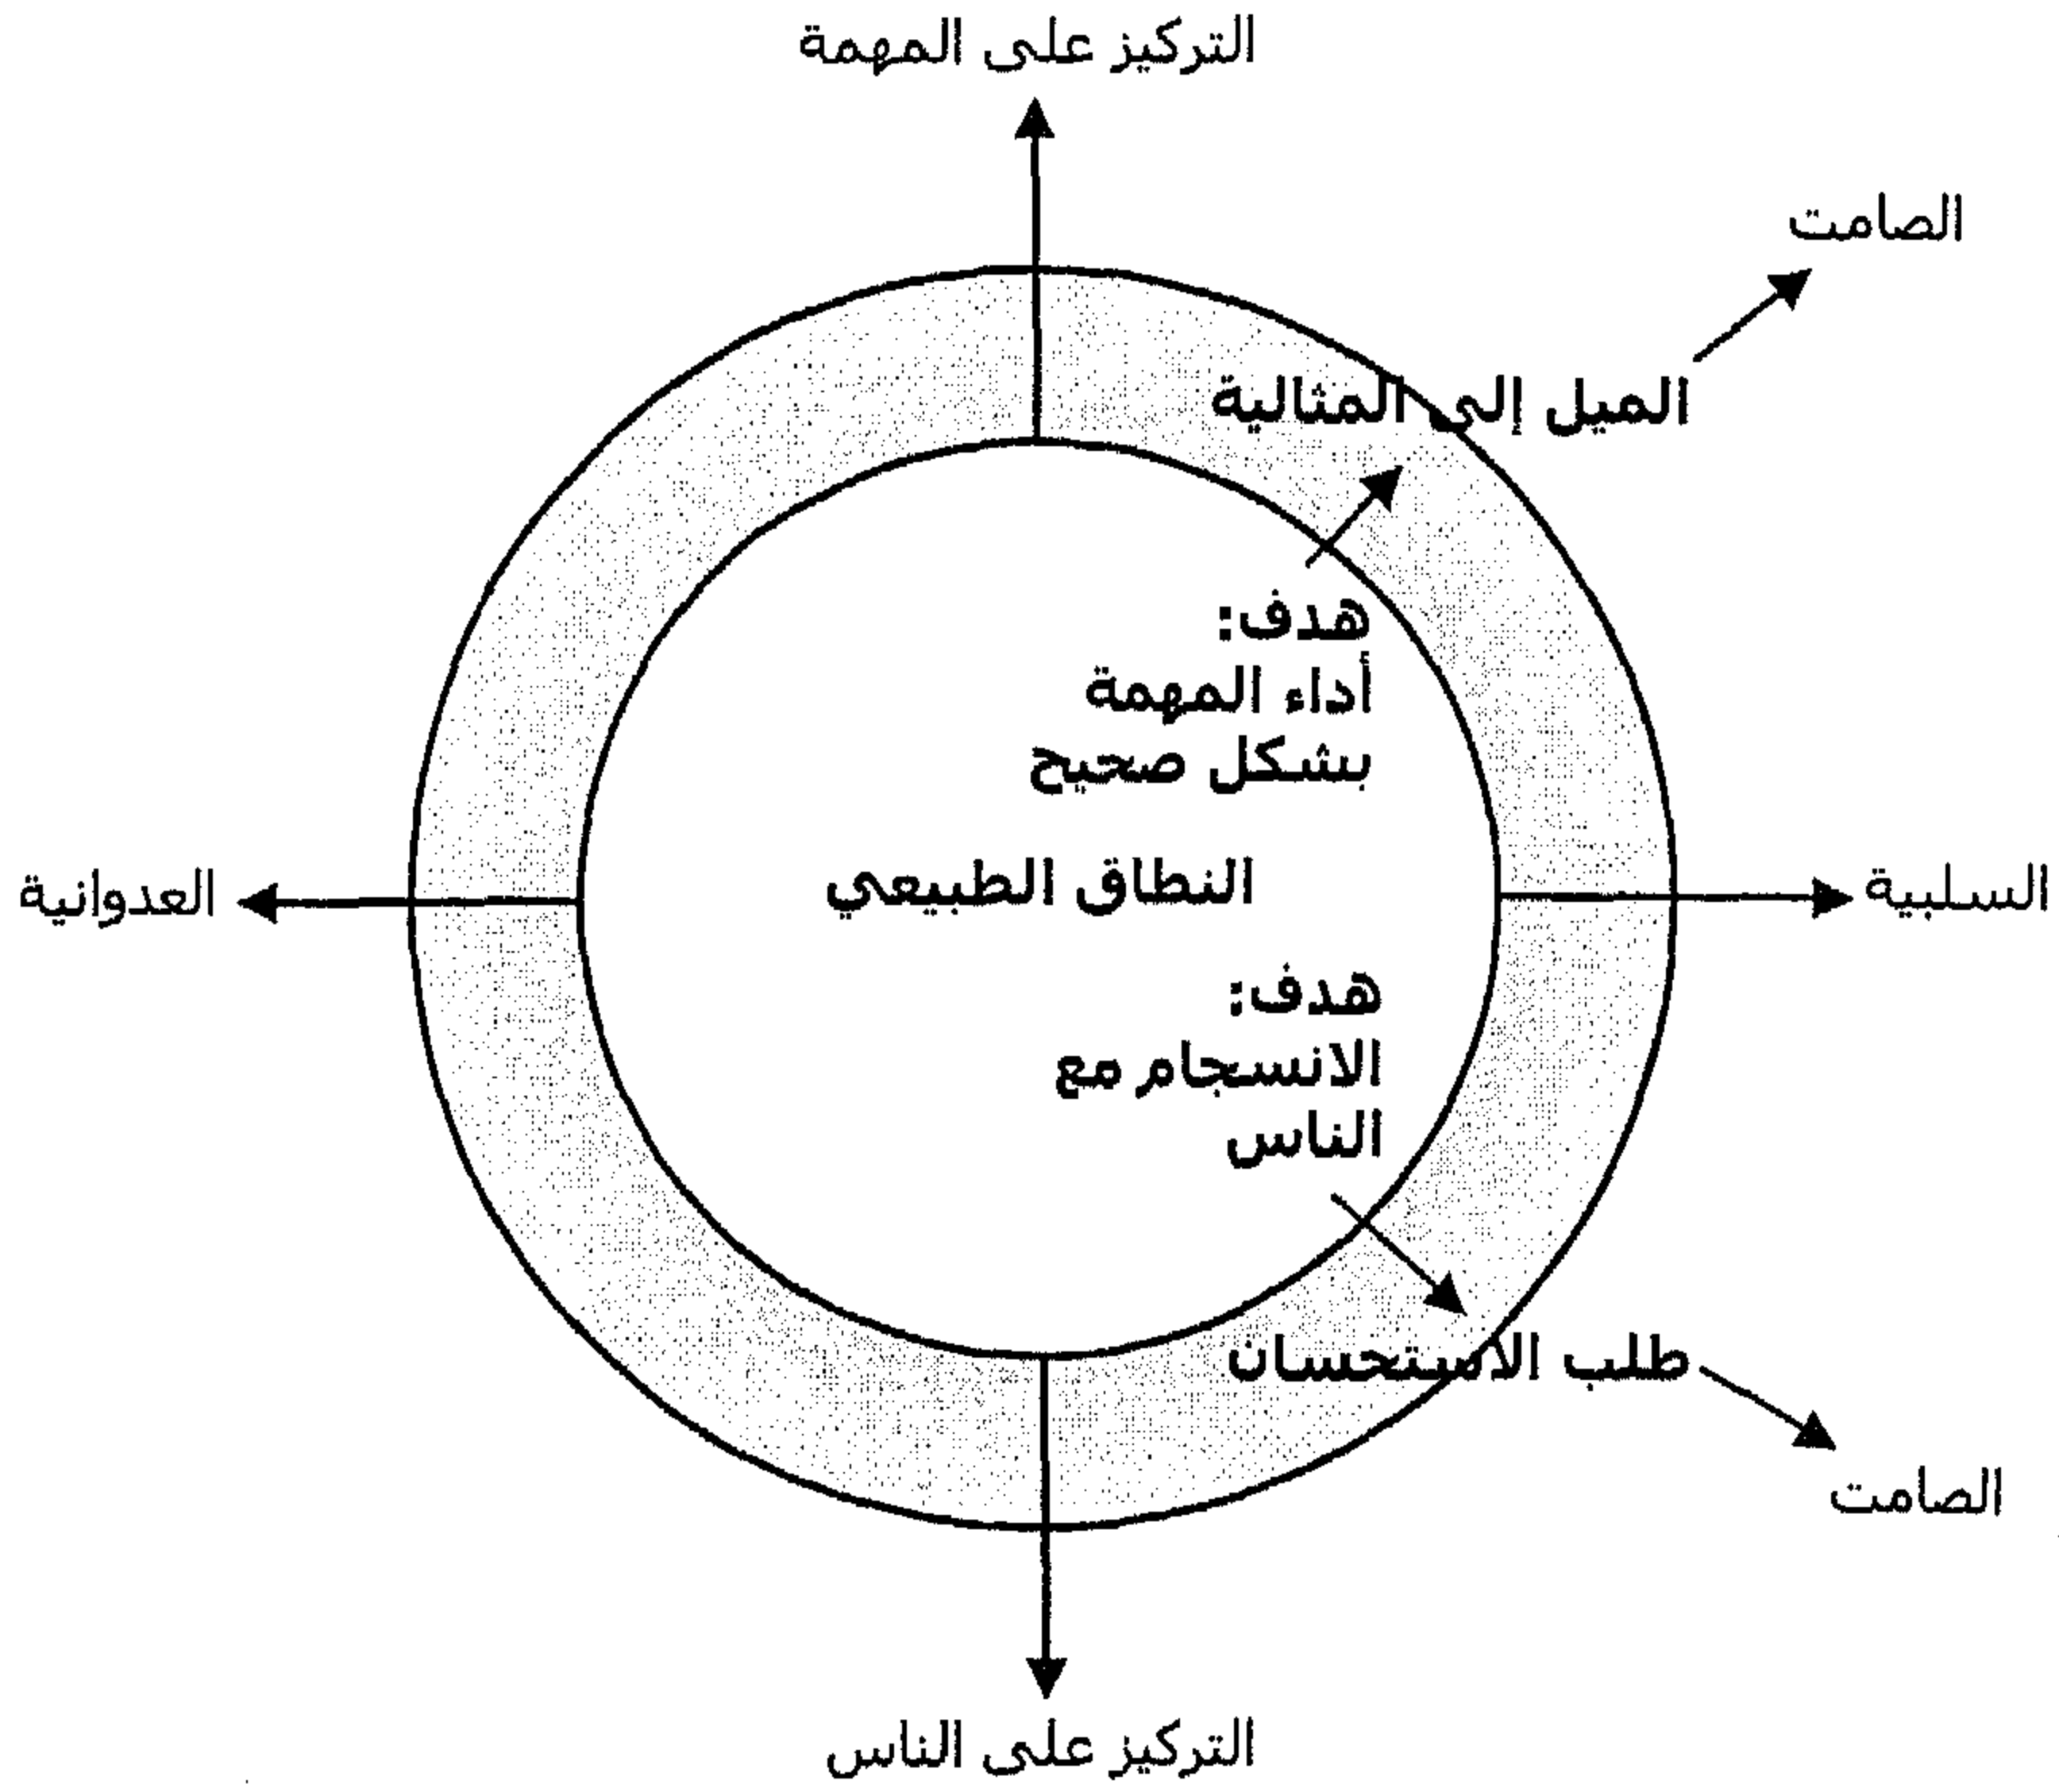 التركيز على المهمة
الصامت
الميل إلى المثالية
هدف:
أداء المهمة
بشكل صحيح
السلبية
النطاق الطبيعي
العدوانية
هدف:
الانسجام مع
الناس
طلب الاستحسان
الصامت
التركيز على الناس